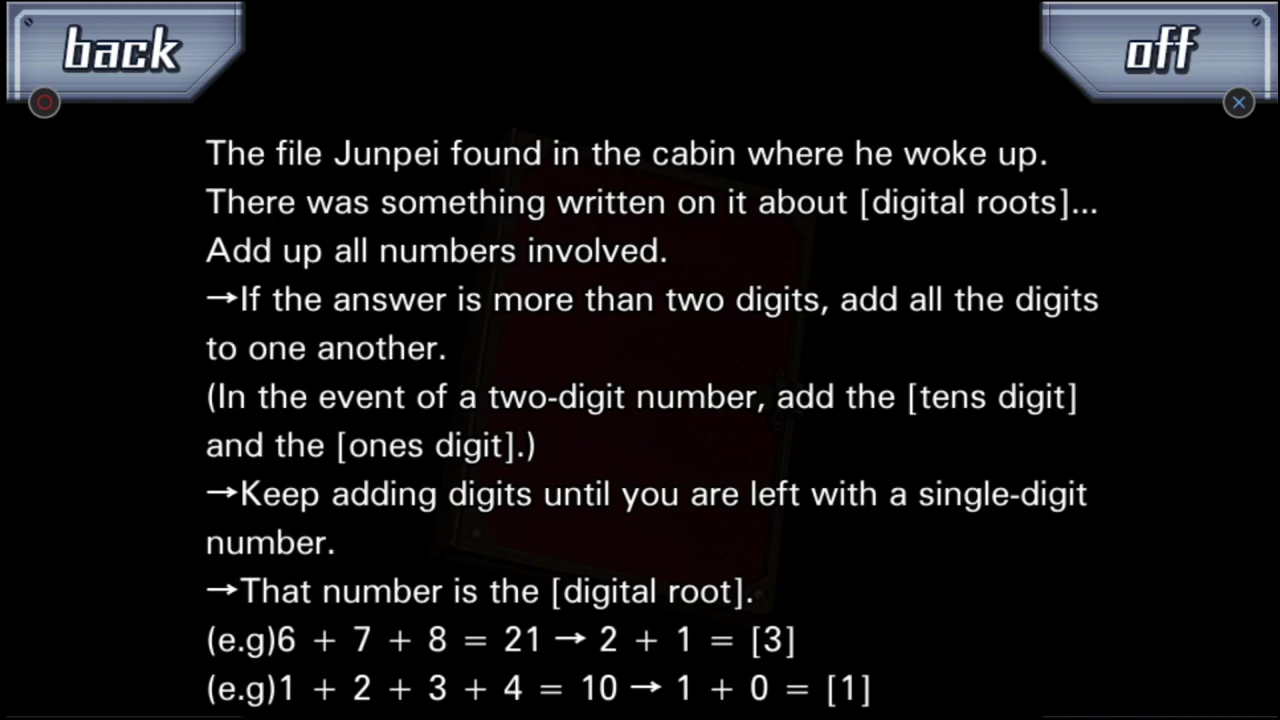 back
off
The file Junpei found in the cabin where he woke up.
There was something written on it about [digital roots]...
Add up all numbers involved.
→If the answer is more than two digits, add all the digits
to one another.
(In the event of a two-digit number, add the [tens digit]
and the [ones digit].)
→Keep adding digits until you are left with a single-digit
number.
→That number is the [digital root].
(e.g)6 + 7 + 8 = 21 → 2 + 1 = [3]
(e.g)1 + 2 + 3 + 4 = 10 → 1 + 0 = [1]